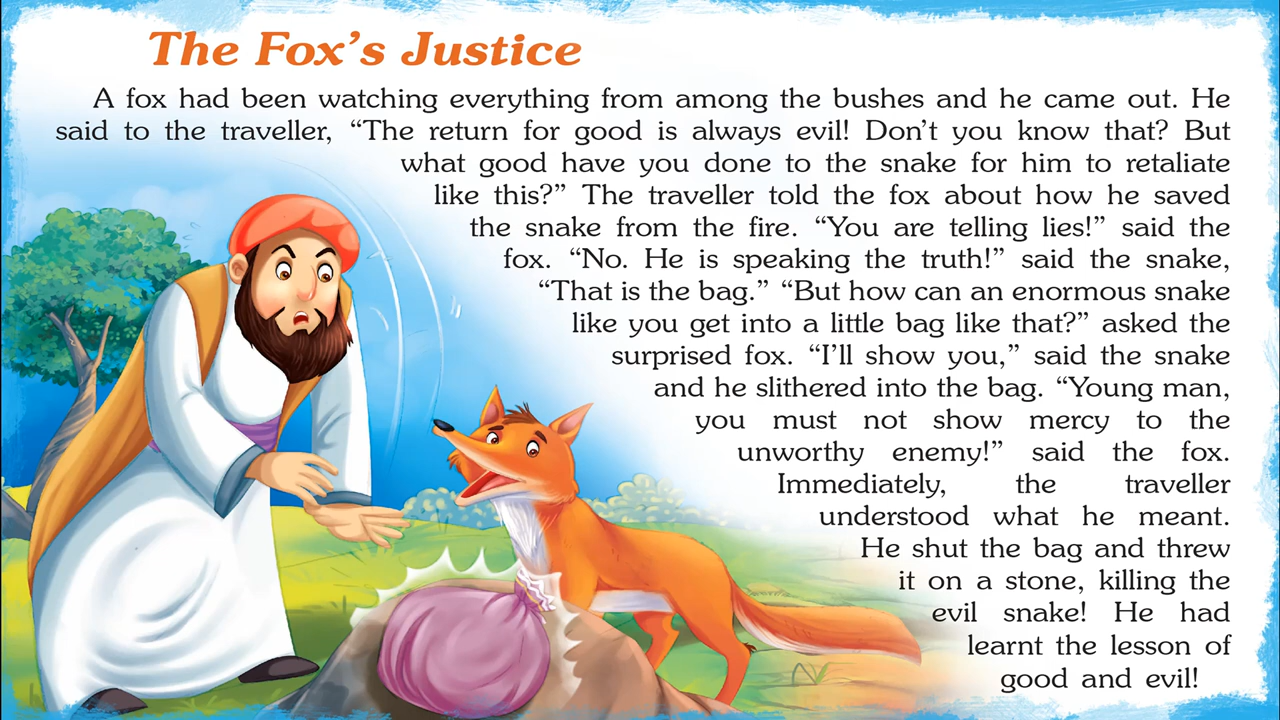 The Fox's Justice
A fox had been watching everything from among the bushes and he came out. He
said to the traveller, “The return for good is always evil! Don’t you know that? But
what good have you done to the snake for him to retaliate
like this?” The traveller told the fox about how he saved
the snake from the fire. “You are telling lies!” said the
fox. “No. He is speaking the truth!” said the snake,
“That is the bag.” “But how can an enormous snake
like you get into a little bag like that?” asked the
surprised fox. “I’ll show you,” said the snake
and he slithered into the bag. “Young man,
you must not show mercy to the
unworthy enemy!” said the fox.
Immediately, the traveller
understood what he meant.
He shut the bag and threw
it on a stone, killing the
evil snake! He had
learnt the lesson of
good and evil!